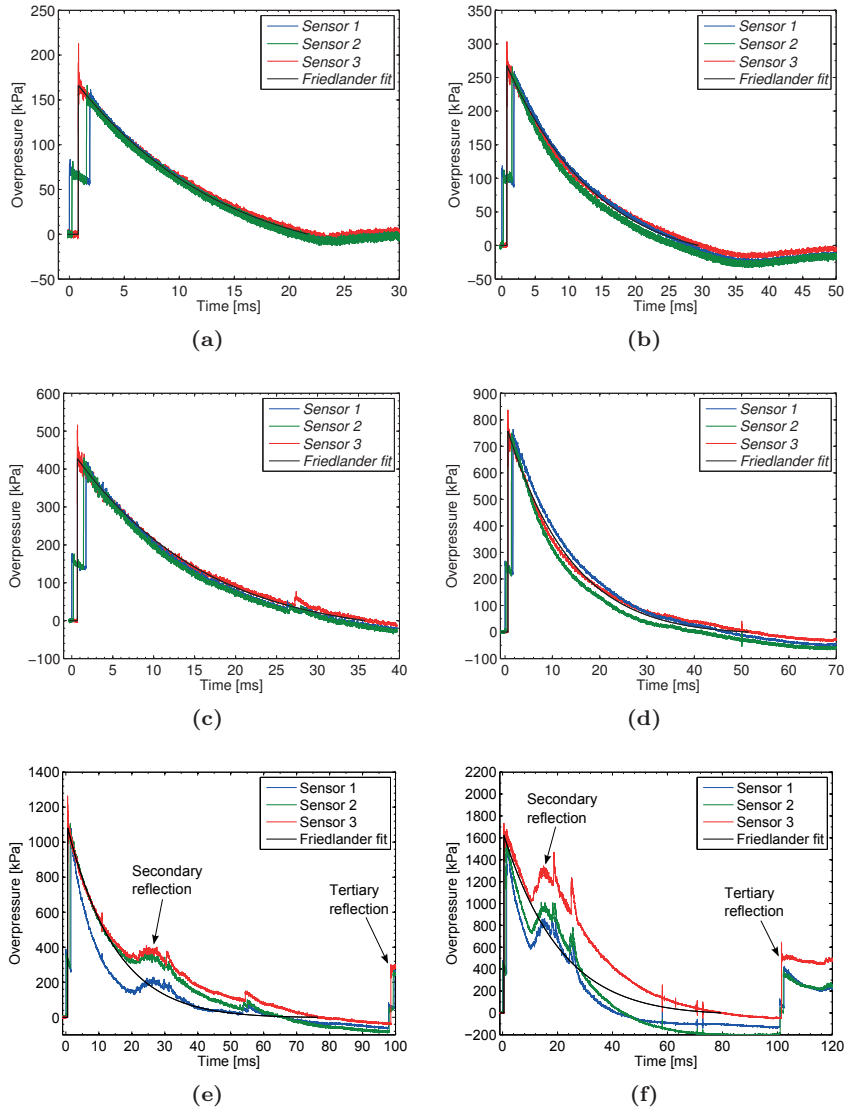 250
200
150
100
50
0
−50
Overpressure [kPa]
0 5 10 15 20 25 30
Time [ms]
Sensor 1
Sensor 2
Sensor 3
Friedlander fit
(a)
350
300
250
200
150
100
50
0
−50
Overpressure [kPa]
0 5 10 15 20 25 30 35 40 45 50
Time [ms]
Sensor 1
Sensor 2
Sensor 3
Friedlander fit
(b)
600
500
400
300
200
100
0
−100
Overpressure [kPa]
0 5 10 15 20 25 30 35 40
Time [ms]
Sensor 1
Sensor 2
Sensor 3
Friedlander fit
(c)
900
800
700
600
500
400
300
200
100
0
−100
Overpressure [kPa]
0 10 20 30 40 50 60 70
Time [ms]
Sensor 1
Sensor 2
Sensor 3
Friedlander fit
(d)
1400
1200
1000
800
600
400
200
0
Overpressure [kPa]
0 10 20 30 40 50 60 70 80 90 100
Time [ms]
Sensor 1
Sensor 2
Sensor 3
Friedlander fit
Secondary
reflection
Tertiary
reflection
(e)
2200
2000
1800
1600
1400
1200
1000
800
600
400
200
0
−200
Overpressure [kPa]
0 20 40 60 80 100 120
Time [ms]
Sensor 1
Sensor 2
Sensor 3
Friedlander fit
Secondary
reflection
Tertiary
reflection
(f)